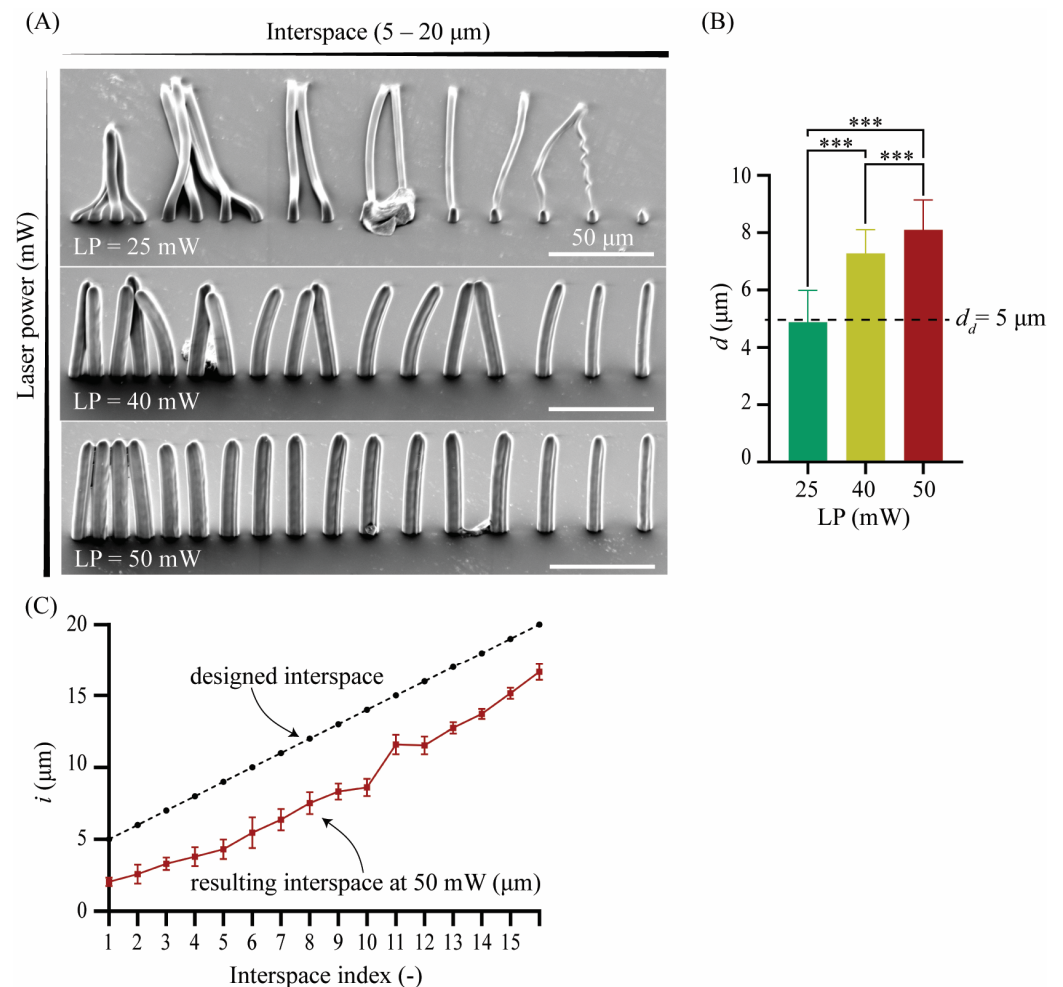 (A)
Interspace (5 – 20 μm)
Laser power (mW)
LP = 25 mW
50 μm
LP = 40 mW
LP = 50 mW
(B)
***
***
***
10
8
6
4
2
0
d (μm)
d_d = 5 μm
25 40 50
LP (mW)
(C)
20
15
10
5
0
i (μm)
designed interspace
resulting interspace at 50 mW (μm)
1 2 3 4 5 6 7 8 9 10 11 12 13 14 15
Interspace index (-)